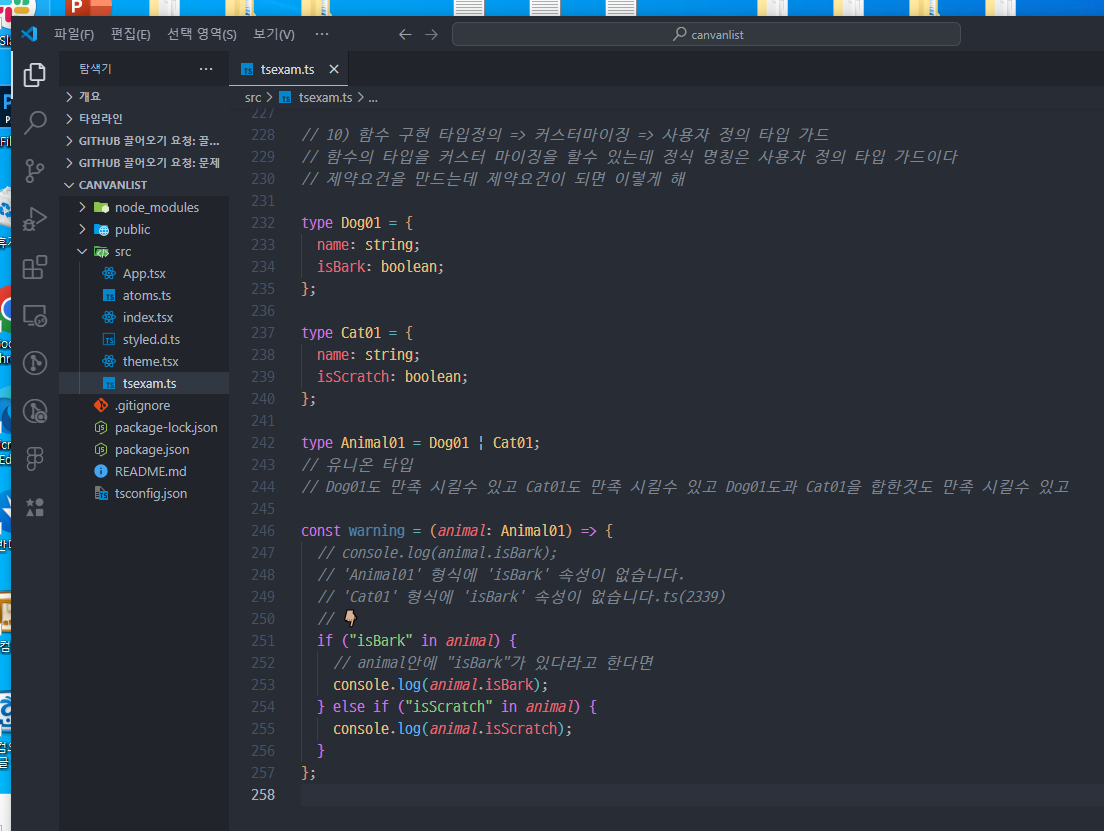 파일(F) 편집(E) 선택 영역(S) 보기(V) ··· canvanlist
탐색기 ···
tsexam.ts
개요
타임라인
GITHUB 끌어오기 요청: 끌...
GITHUB 끌어오기 요청: 문제
CANVANLIST
node_modules
public
src
App.tsx
atoms.ts
index.tsx
styled.d.ts
theme.tsx
tsexam.ts
.gitignore
package-lock.json
package.json
README.md
tsconfig.json
src > tsexam.ts > ...
227
228 // 10) 함수 구현 타입정의 => 커스터마이징 => 사용자 정의 타입 가드
229 // 함수의 타입을 커스터 마이징을 할수 있는데 정식 명칭은 사용자 정의 타입 가드이다
230 // 제약요건을 만드는데 제약요건이 되면 이렇게 해
231
232 type Dog01 = {
233 name: string;
234 isBark: boolean;
235 };
236
237 type Cat01 = {
238 name: string;
239 isScratch: boolean;
240 };
241
242 type Animal01 = Dog01 | Cat01;
243 // 유니온 타입
244 // Dog01도 만족 시킬수 있고 Cat01도 만족 시킬수 있고 Dog01도과 Cat01을 합한것도 만족 시킬수 있고
245
246 const warning = (animal: Animal01) => {
247 // console.log(animal.isBark);
248 // 'Animal01' 형식에 'isBark' 속성이 없습니다.
249 // 'Cat01' 형식에 'isBark' 속성이 없습니다.ts(2339)
250 // 👇🏽
251 if ("isBark" in animal) {
252 // animal안에 "isBark"가 있다라고 한다면
253 console.log(animal.isBark);
254 } else if ("isScratch" in animal) {
255 console.log(animal.isScratch);
256 }
257 };
258